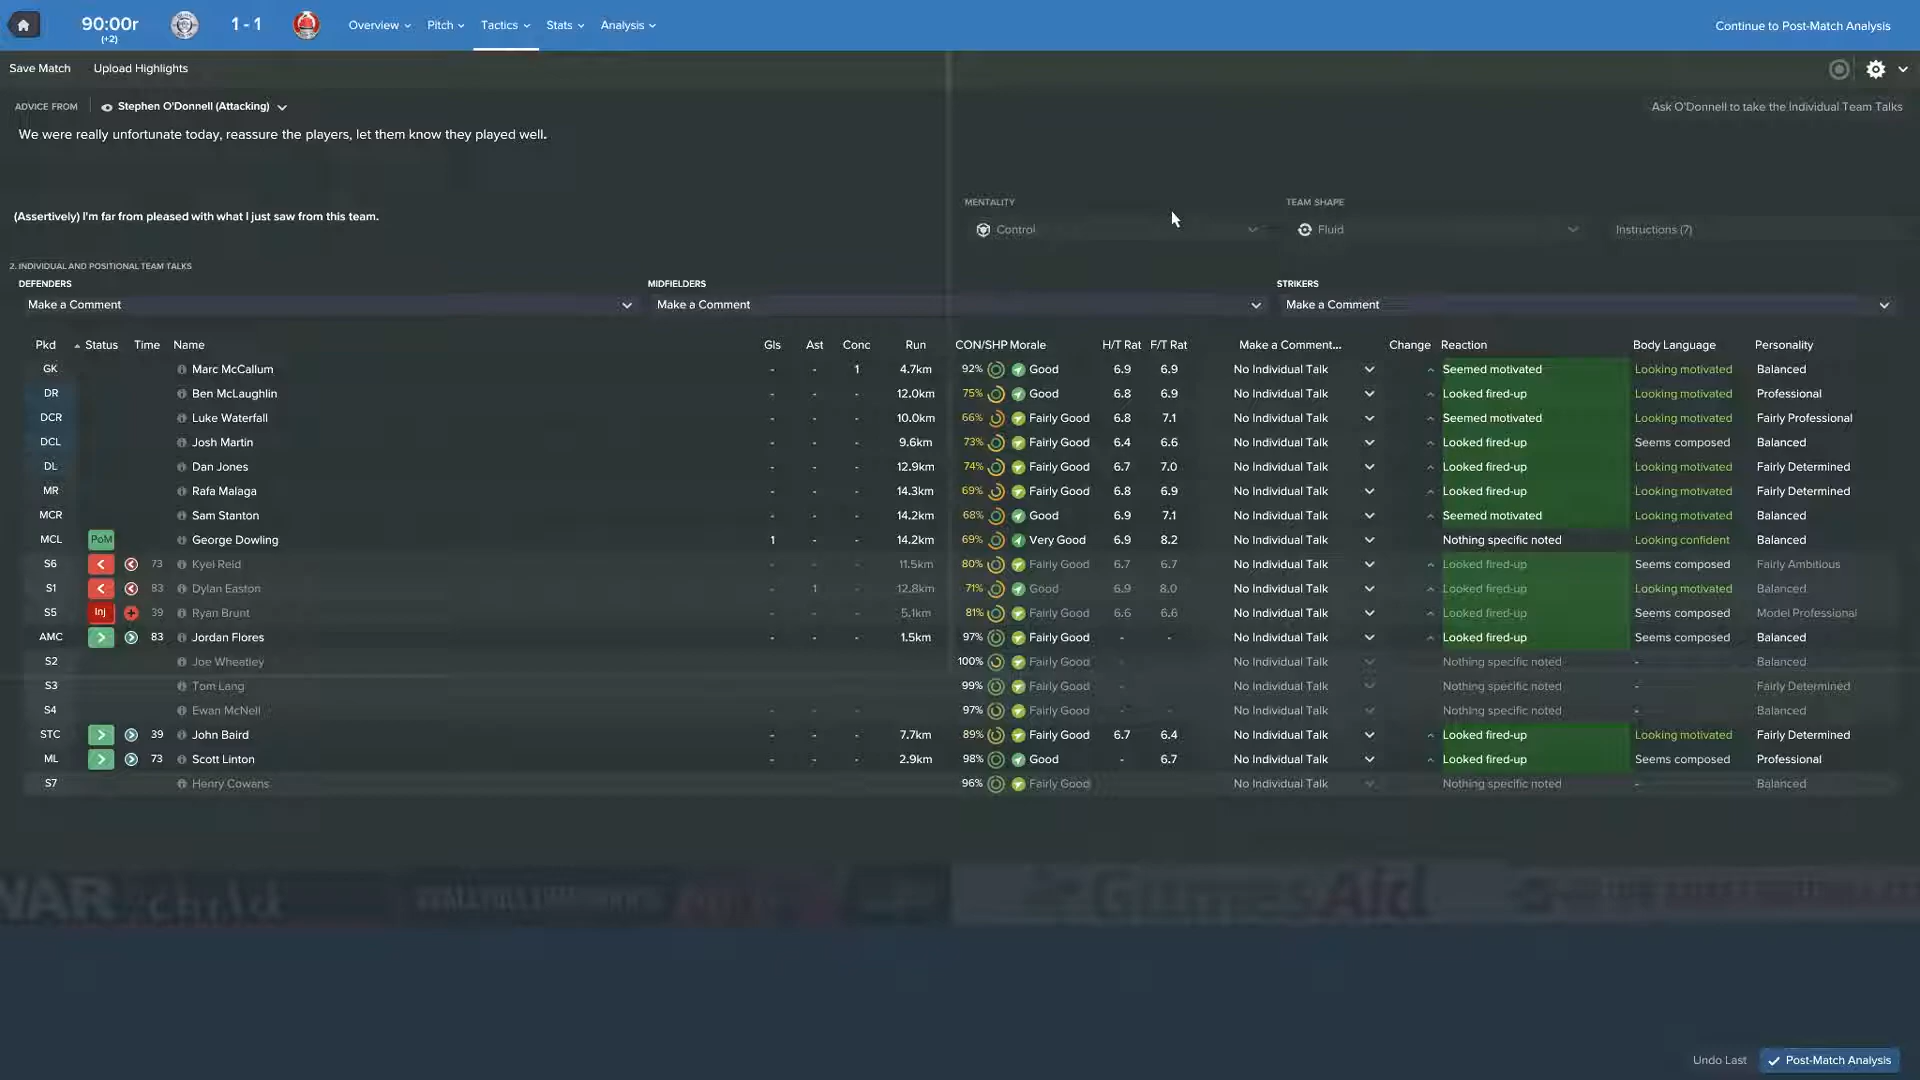 90:00r
(+2)
1 - 1
Overview
Pitch
Tactics
Stats
Analysis
Continue to Post-Match Analysis
Save Match
Upload Highlights
ADVICE FROM
Stephen O'Donnell (Attacking)
Ask O'Donnell to take the Individual Team Talks
We were really unfortunate today, reassure the players, let them know they played well.
MENTALITY
TEAM SHAPE
(Assertively) I'm far from pleased with what I just saw from this team.
Control
Fluid
Instructions (7)
2. INDIVIDUAL AND POSITIONAL TEAM TALKS
DEFENDERS
MIDFIELDERS
STRIKERS
Make a Comment
Make a Comment
Make a Comment
Pkd Status Time Name Gls Ast Conc Run CON/SHP Morale H/T Rat F/T Rat Make a Comment... Change Reaction Body Language Personality
GK Marc McCallum - - 1 4.7km 92% Good 6.9 6.9 No Individual Talk Seemed motivated Looking motivated Balanced
DR Ben McLaughlin - - - 12.0km 75% Good 6.8 6.9 No Individual Talk Looked fired-up Looking motivated Professional
DCR Luke Waterfall - - - 10.0km 66% Fairly Good 6.8 7.1 No Individual Talk Seemed motivated Looking motivated Fairly Professional
DCL Josh Martin - - - 9.6km 73% Fairly Good 6.4 6.6 No Individual Talk Looked fired-up Seems composed Balanced
DL Dan Jones - - - 12.9km 74% Fairly Good 6.7 7.0 No Individual Talk Looked fired-up Looking motivated Fairly Determined
MR Rafa Malaga - - - 14.3km 69% Fairly Good 6.8 6.9 No Individual Talk Looked fired-up Looking motivated Fairly Determined
MCR Sam Stanton - - - 14.2km 68% Good 6.9 7.1 No Individual Talk Seemed motivated Looking motivated Balanced
MCL PoM George Dowling 1 - - 14.2km 69% Very Good 6.9 8.2 No Individual Talk Nothing specific noted Looking confident Balanced
S6 73 Kyel Reid - - - 11.5km 80% Fairly Good 6.7 6.7 No Individual Talk Looked fired-up Seems composed Fairly Ambitious
S1 83 Dylan Easton - 1 - 12.8km 71% Good 6.9 8.0 No Individual Talk Looked fired-up Looking motivated Balanced
S5 Inj 39 Ryan Brunt - - - 5.1km 81% Fairly Good 6.6 6.6 No Individual Talk Looked fired-up Seems composed Model Professional
AMC 83 Jordan Flores - - - 1.5km 97% Fairly Good - - No Individual Talk Looked fired-up Seems composed Balanced
S2 Joe Wheatley 100% Fairly Good - No Individual Talk Nothing specific noted - Balanced
S3 Tom Lang 99% Fairly Good - No Individual Talk Nothing specific noted - Fairly Determined
S4 Ewan McNeil 97% Fairly Good - - No Individual Talk Nothing specific noted - Balanced
STC 39 John Baird - - - 7.7km 89% Fairly Good 6.7 6.4 No Individual Talk Looked fired-up Looking motivated Fairly Determined
ML 73 Scott Linton - - - 2.9km 98% Good - 6.7 No Individual Talk Looked fired-up Seems composed Professional
S7 Henry Cowans 96% Fairly Good No Individual Talk Nothing specific noted - Balanced
WAR child
GamesAid
Undo Last
Post-Match Analysis